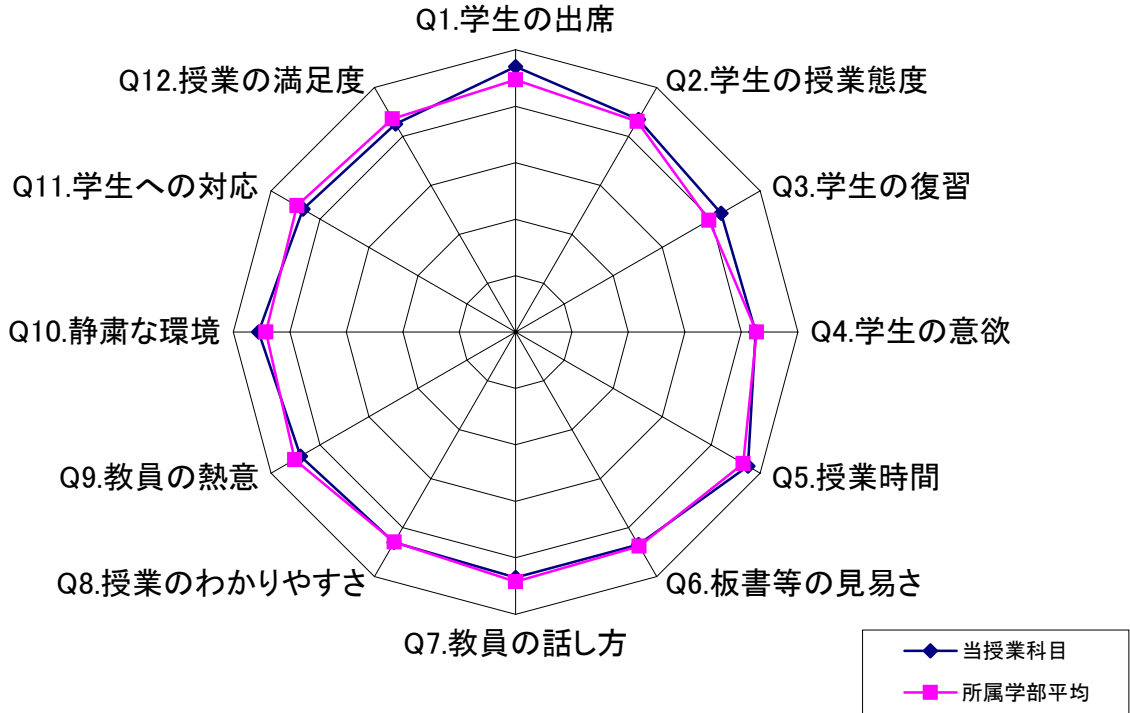 Q1.学生の出席
Q2.学生の授業態度
Q3.学生の復習
Q4.学生の意欲
Q5.授業時間
Q6.板書等の見易さ
Q7.教員の話し方
Q8.授業のわかりやすさ
Q9.教員の熱意
Q10.静粛な環境
Q11.学生への対応
Q12.授業の満足度
当授業科目
所属学部平均